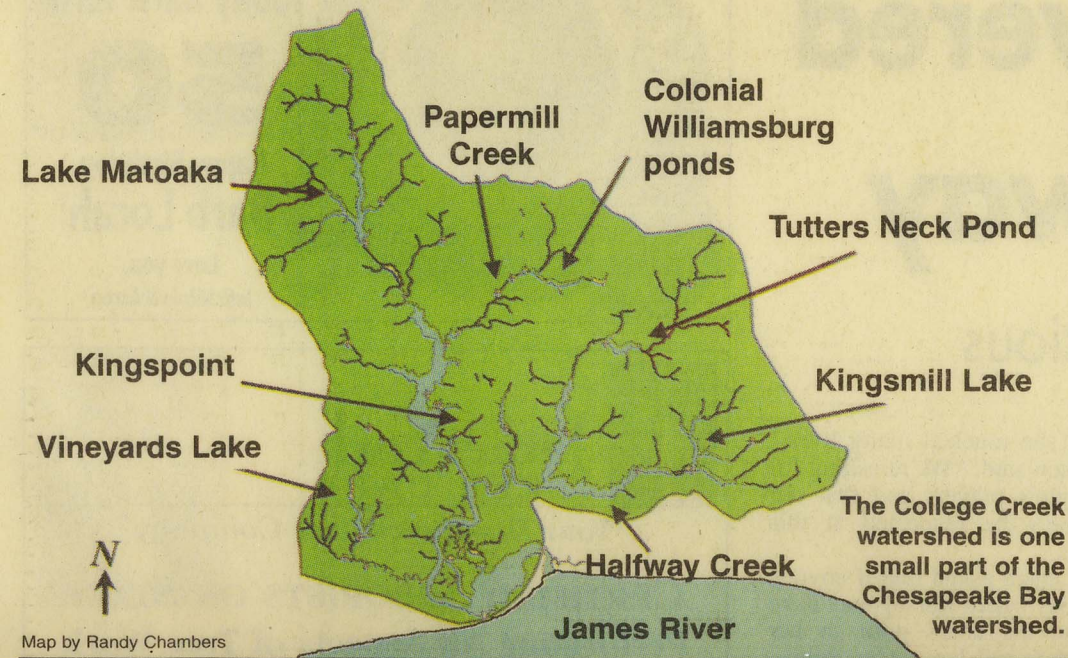 Papermill
Creek
Colonial
Williamsburg
ponds
Lake Matoaka
Tutters Neck Pond
Kingspoint
Kingsmill Lake
Vineyards Lake
The College Creek
watershed is one
small part of the
Chesapeake Bay
watershed.
N
Halfway Creek
James River
Map by Randy Chambers